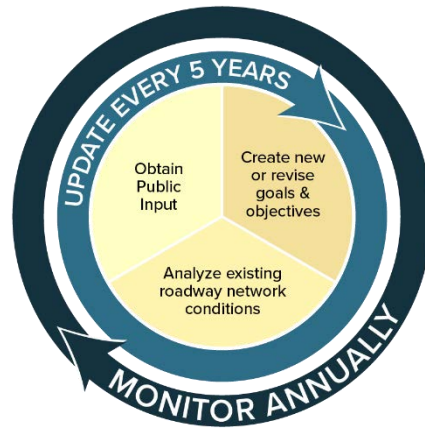 UPDATE EVERY 5 YEARS
Obtain
Public
Input
Create new
or revise
goals &
objectives
Analyze existing
roadway network
conditions
MONITOR ANNUALLY